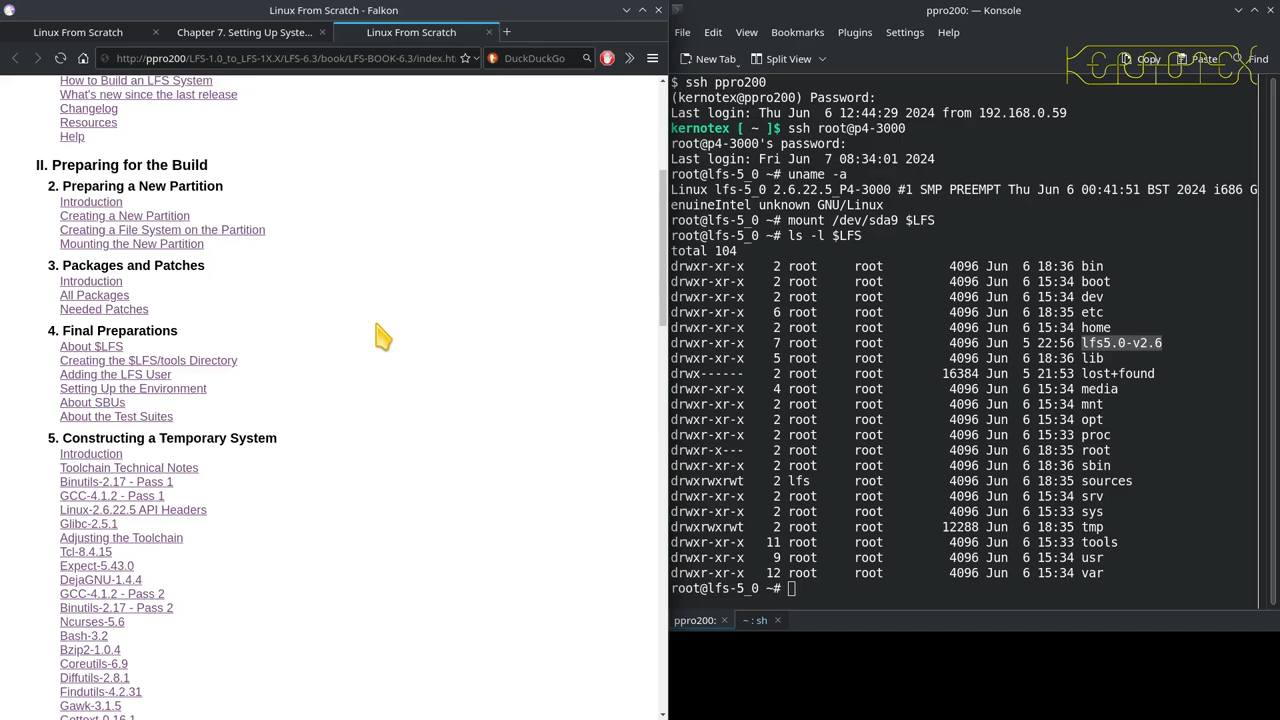 Linux From Scratch - Falkon
Linux From Scratch
Chapter 7. Setting Up Syste...
Linux From Scratch
http://ppro200/LFS-1.0_to_LFS-1X.X/LFS-6.3/book/LFS-BOOK-6.3/index.ht
DuckDuckGo
How to Build an LFS System
What's new since the last release
Changelog
Resources
Help
II. Preparing for the Build
2. Preparing a New Partition
Introduction
Creating a New Partition
Creating a File System on the Partition
Mounting the New Partition
3. Packages and Patches
Introduction
All Packages
Needed Patches
4. Final Preparations
About $LFS
Creating the $LFS/tools Directory
Adding the LFS User
Setting Up the Environment
About SBUs
About the Test Suites
5. Constructing a Temporary System
Introduction
Toolchain Technical Notes
Binutils-2.17 - Pass 1
GCC-4.1.2 - Pass 1
Linux-2.6.22.5 API Headers
Glibc-2.5.1
Adjusting the Toolchain
Tcl-8.4.15
Expect-5.43.0
DejaGNU-1.4.4
GCC-4.1.2 - Pass 2
Binutils-2.17 - Pass 2
Ncurses-5.6
Bash-3.2
Bzip2-1.0.4
Coreutils-6.9
Diffutils-2.8.1
Findutils-4.2.31
Gawk-3.1.5
Gettext-0.16.1
ppro200: — Konsole
File Edit View Bookmarks Plugins Settings Help
New Tab Split View Copy Paste Find
KERNOTEX
$ ssh ppro200
(kernotex@ppro200) Password:
Last login: Thu Jun  6 12:44:29 2024 from 192.168.0.59
kernotex [ ~ ]$ ssh root@p4-3000
root@p4-3000's password:
Last login: Fri Jun  7 08:34:01 2024
root@lfs-5_0 ~# uname -a
Linux lfs-5_0 2.6.22.5_P4-3000 #1 SMP PREEMPT Thu Jun 6 00:41:51 BST 2024 i686 G
enuineIntel unknown GNU/Linux
root@lfs-5_0 ~# mount /dev/sda9 $LFS
root@lfs-5_0 ~# ls -l $LFS
total 104
drwxr-xr-x    2 root     root         4096 Jun  6 18:36 bin
drwxr-xr-x    2 root     root         4096 Jun  6 15:34 boot
drwxr-xr-x    2 root     root         4096 Jun  6 15:34 dev
drwxr-xr-x    6 root     root         4096 Jun  6 18:36 etc
drwxr-xr-x    2 root     root         4096 Jun  6 15:34 home
drwxr-xr-x    7 root     root         4096 Jun  5 22:56 lfs5.0-v2.6
drwxr-xr-x    5 root     root         4096 Jun  6 18:36 lib
drwx------    2 root     root        16384 Jun  5 21:53 lost+found
drwxr-xr-x    4 root     root         4096 Jun  6 15:34 media
drwxr-xr-x    2 root     root         4096 Jun  6 15:34 mnt
drwxr-xr-x    2 root     root         4096 Jun  6 15:34 opt
drwxr-xr-x    2 root     root         4096 Jun  6 15:33 proc
drwxr-x---    2 root     root         4096 Jun  6 18:35 root
drwxr-xr-x    2 root     root         4096 Jun  6 18:36 sbin
drwxrwxrwt    2 lfs      root         4096 Jun  6 18:35 sources
drwxr-xr-x    2 root     root         4096 Jun  6 15:34 srv
drwxr-xr-x    2 root     root         4096 Jun  6 15:34 sys
drwxrwxrwt    2 root     root        12288 Jun  6 18:35 tmp
drwxr-xr-x   11 root     root         4096 Jun  6 15:34 tools
drwxr-xr-x    9 root     root         4096 Jun  6 15:34 usr
drwxr-xr-x   12 root     root         4096 Jun  6 15:34 var
root@lfs-5_0 ~#
ppro200:
~ : sh